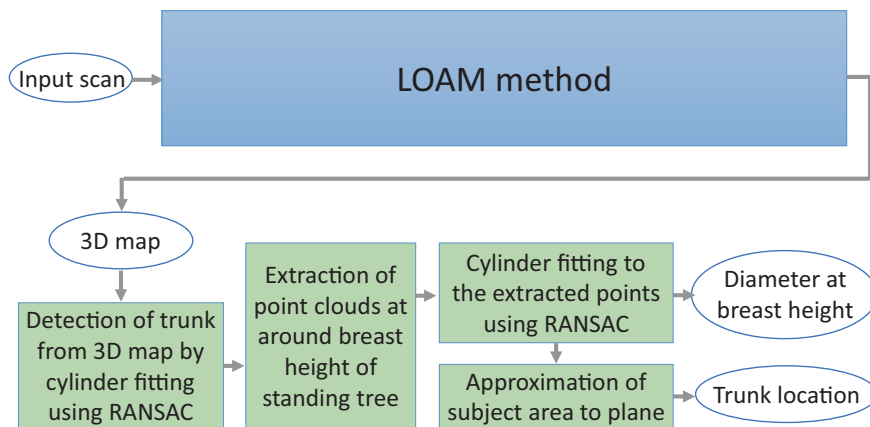 Input scan
LOAM method
3D map
Detection of trunk
from 3D map by
cylinder fitting
using RANSAC
Extraction of
point clouds at
around breast
height of
standing tree
Cylinder fitting to
the extracted points
using RANSAC
Diameter at
breast height
Approximation of
subject area to plane
Trunk location